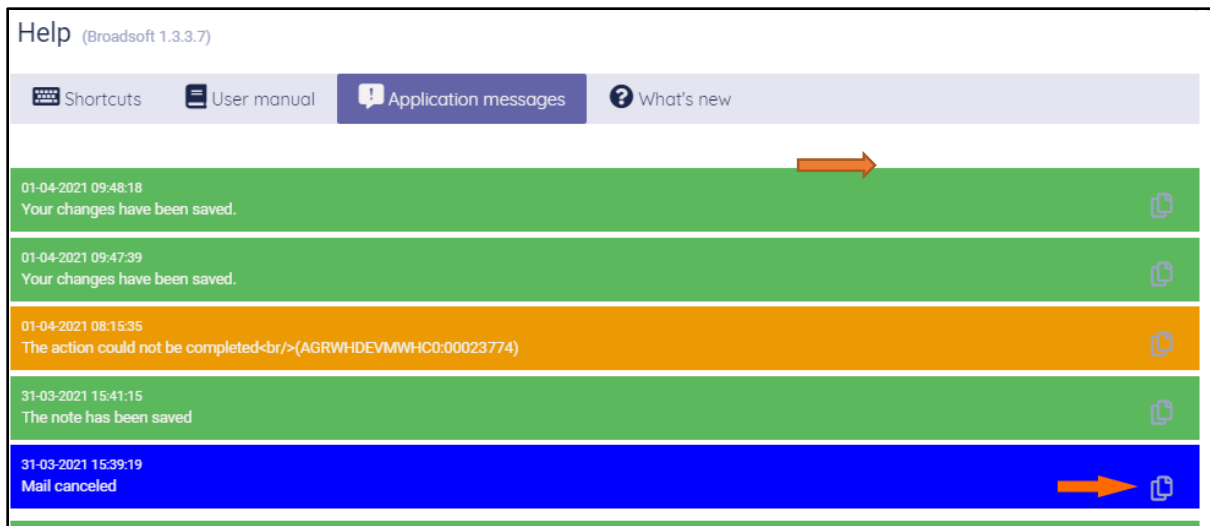 Help (Broadsoft 1.3.3.7)
Shortcuts User manual Application messages What's new
01-04-2021 09:48:18
Your changes have been saved.
01-04-2021 09:47:39
Your changes have been saved.
01-04-2021 08:15:35
The action could not be completed<br/>(AGRWHDEVMWHC0:00023774)
31-03-2021 15:41:15
The note has been saved
31-03-2021 15:39:19
Mail canceled